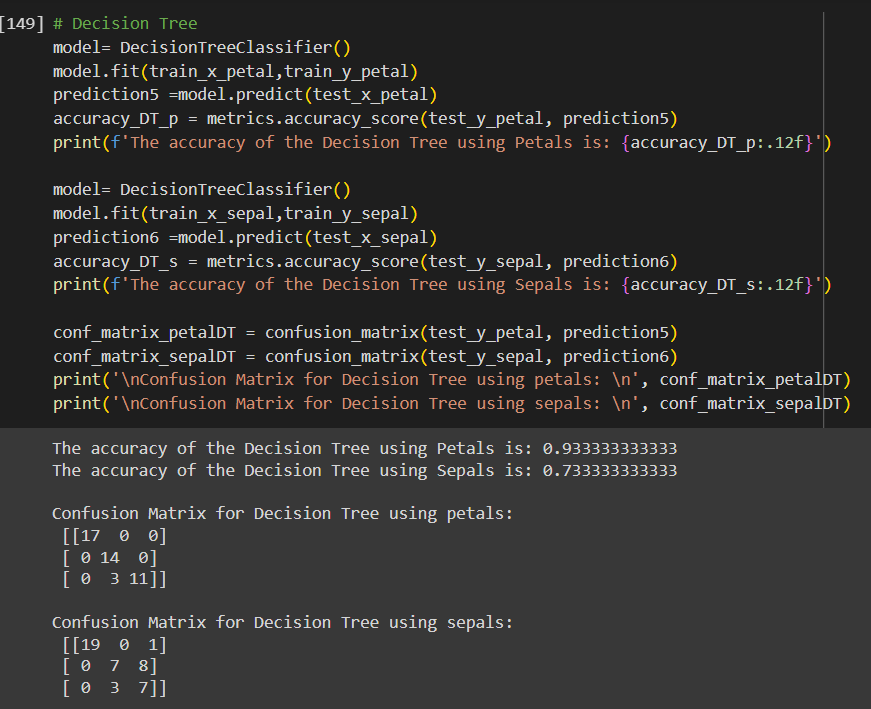 [149] # Decision Tree
model= DecisionTreeClassifier()
model.fit(train_x_petal,train_y_petal)
prediction5 =model.predict(test_x_petal)
accuracy_DT_p = metrics.accuracy_score(test_y_petal, prediction5)
print(f'The accuracy of the Decision Tree using Petals is: {accuracy_DT_p:.12f}')
model= DecisionTreeClassifier()
model.fit(train_x_sepal,train_y_sepal)
prediction6 =model.predict(test_x_sepal)
accuracy_DT_s = metrics.accuracy_score(test_y_sepal, prediction6)
print(f'The accuracy of the Decision Tree using Sepals is: {accuracy_DT_s:.12f}')
conf_matrix_petalDT = confusion_matrix(test_y_petal, prediction5)
conf_matrix_sepalDT = confusion_matrix(test_y_sepal, prediction6)
print('\nConfusion Matrix for Decision Tree using petals: \n', conf_matrix_petalDT)
print('\nConfusion Matrix for Decision Tree using sepals: \n', conf_matrix_sepalDT)
The accuracy of the Decision Tree using Petals is: 0.933333333333
The accuracy of the Decision Tree using Sepals is: 0.733333333333
Confusion Matrix for Decision Tree using petals:
[[17  0  0]
[ 0 14  0]
[ 0  3 11]]
Confusion Matrix for Decision Tree using sepals:
[[19  0  1]
[ 0  7  8]
[ 0  3  7]]